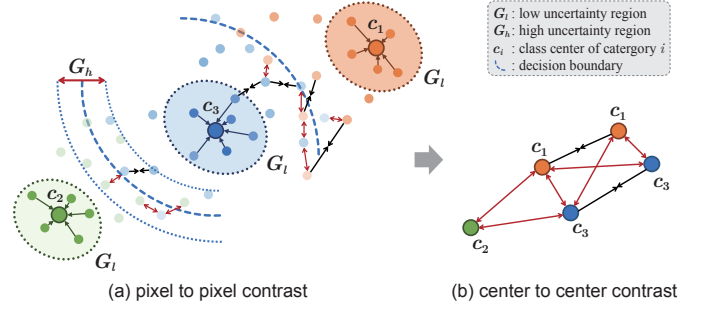 G_l : low uncertainty region
G_h : high uncertainty region
c_i : class center of catergory i
: decision boundary
c_1
G_l
G_h
c_3
G_l
c_2
G_l
c_1
c_1
c_3
c_3
c_2
(a) pixel to pixel contrast
(b) center to center contrast